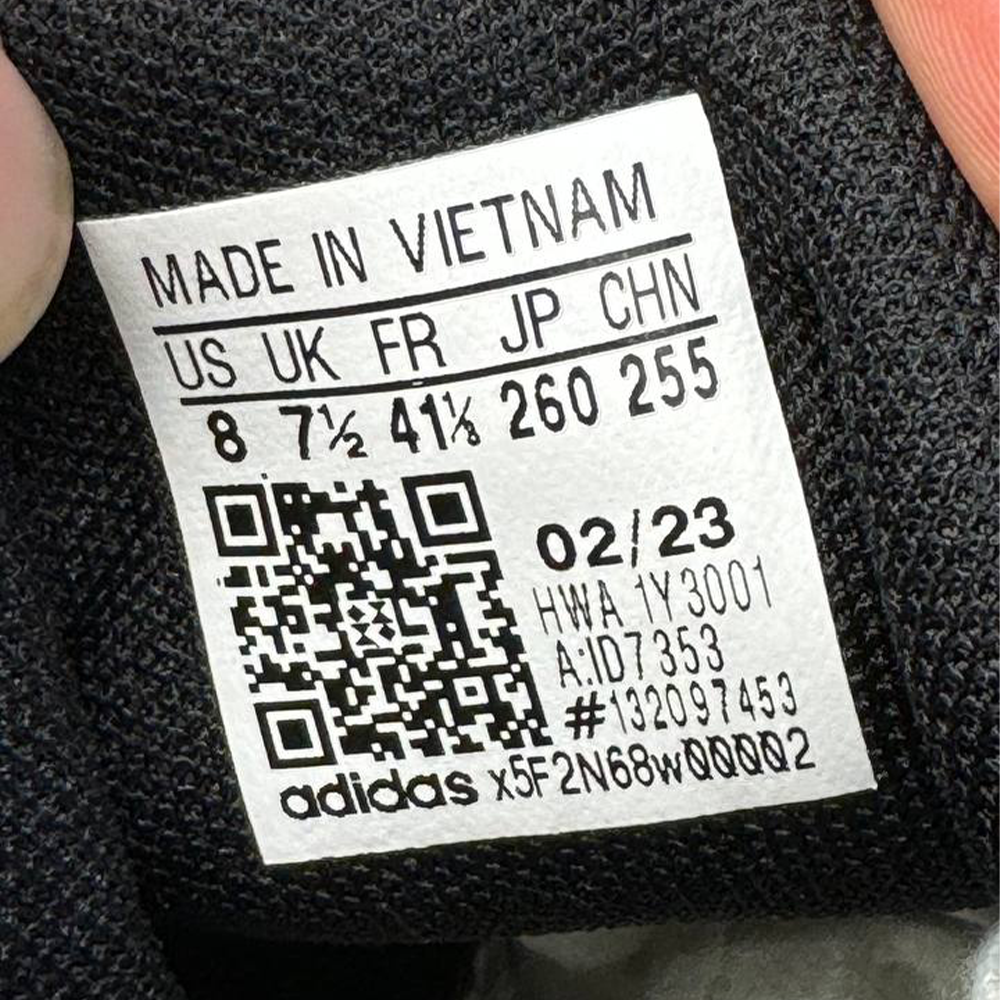 MADE IN VIETNAM
US UK FR JP CHN
8 7½ 41⅓ 260 255
02/23
HWA 1Y3001
A:ID7353
#132097453
adidas x5F2N68wQQQQ2